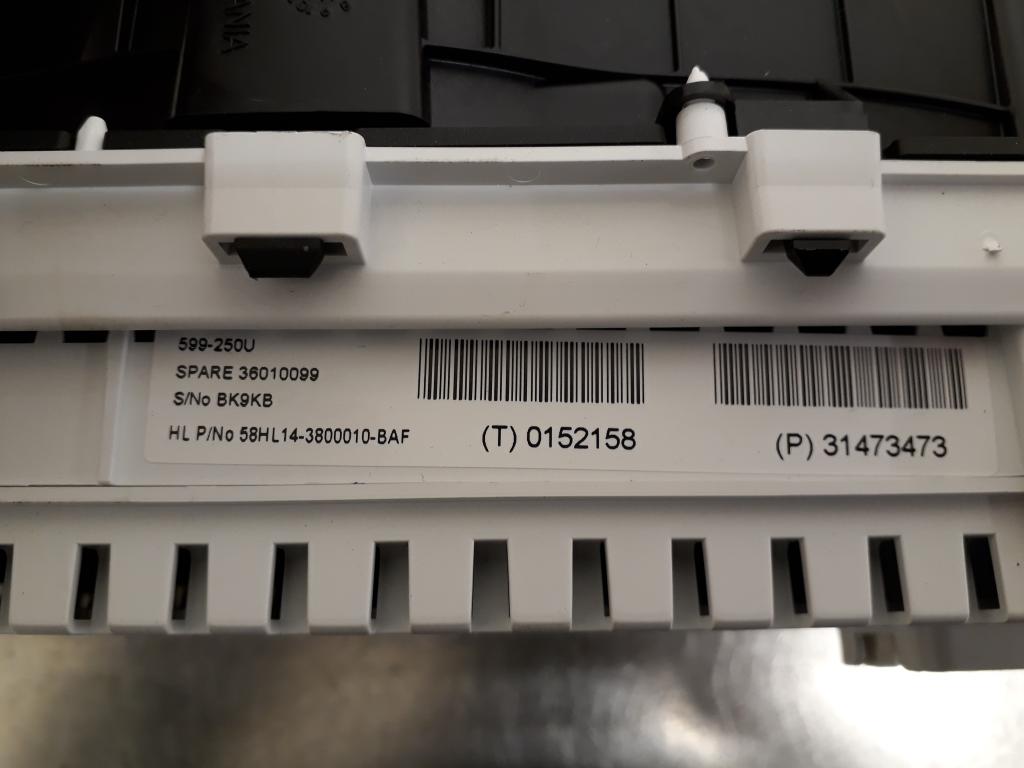 599-250U
SPARE 36010099
S/No BK9KB
HL P/No 58HL14-3800010-BAF
(T) 0152158
(P) 31473473